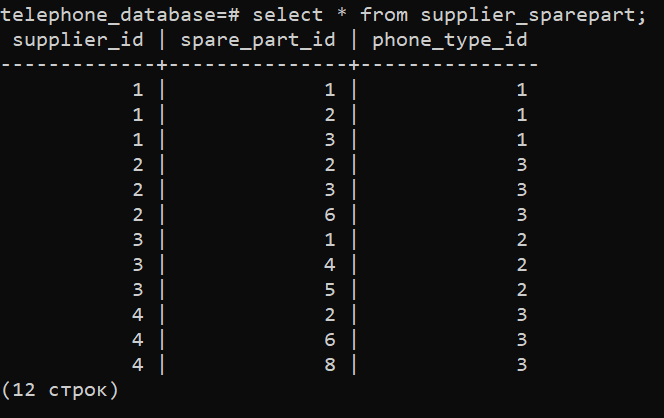 telephone_database=# select * from supplier_sparepart;
 supplier_id | spare_part_id | phone_type_id
-------------+---------------+---------------
           1 |             1 |             1
           1 |             2 |             1
           1 |             3 |             1
           2 |             2 |             3
           2 |             3 |             3
           2 |             6 |             3
           3 |             1 |             2
           3 |             4 |             2
           3 |             5 |             2
           4 |             2 |             3
           4 |             6 |             3
           4 |             8 |             3
(12 строк)